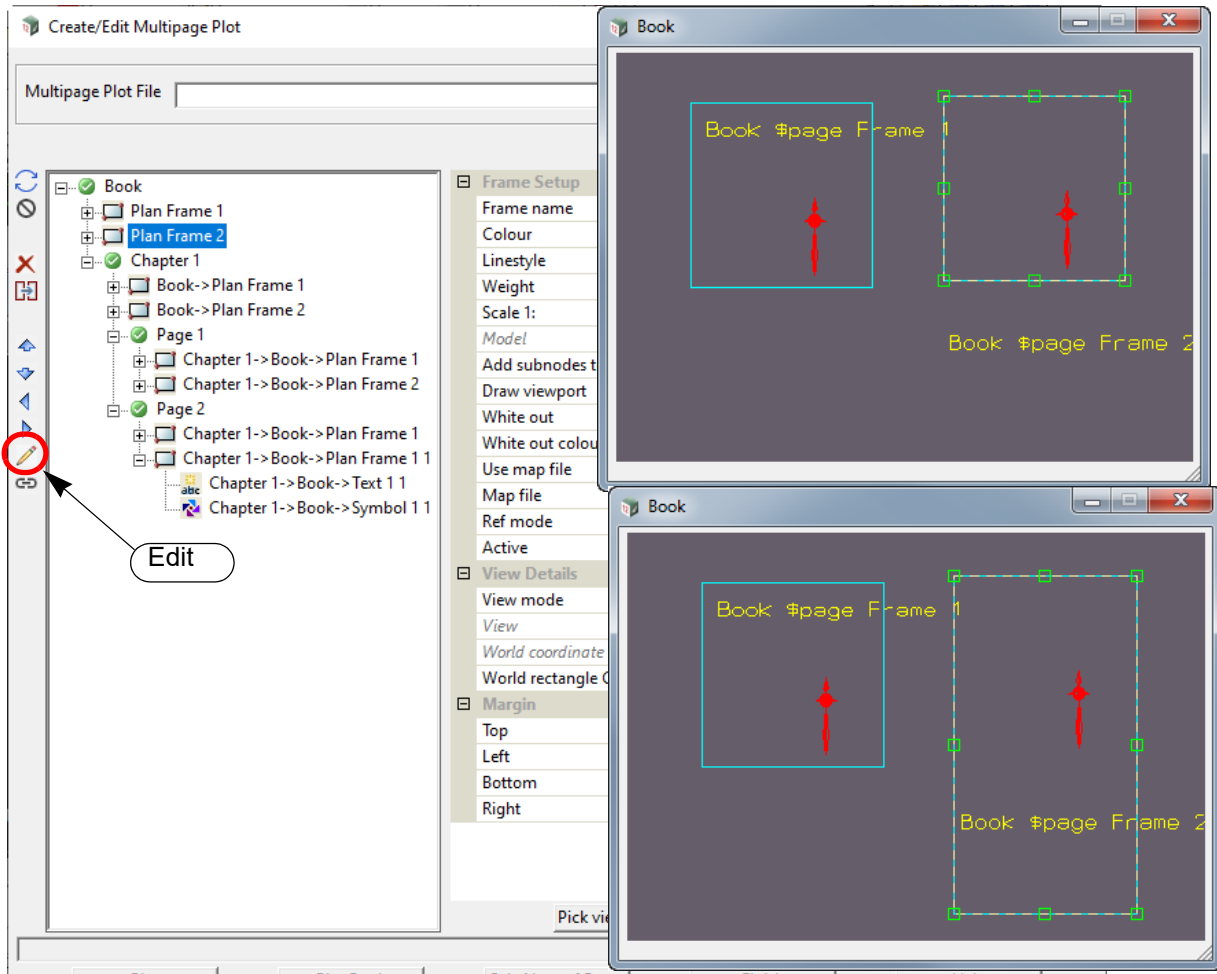 Create/Edit Multipage Plot
Multipage Plot File
Book
Plan Frame 1
Plan Frame 2
Chapter 1
Book->Plan Frame 1
Book->Plan Frame 2
Page 1
Chapter 1->Book->Plan Frame 1
Chapter 1->Book->Plan Frame 2
Page 2
Chapter 1->Book->Plan Frame 1
Chapter 1->Book->Plan Frame 1 1
abc
Chapter 1->Book->Text 1 1
Chapter 1->Book->Symbol 1 1
Edit
Frame Setup
Frame name
Colour
Linestyle
Weight
Scale 1:
Model
Add subnodes t
Draw viewport
White out
White out colou
Use map file
Map file
Ref mode
Active
View Details
View mode
View
World coordinate
World rectangle
Margin
Top
Left
Bottom
Right
Pick vie
Book
Book $page Frame 1
Book $page Frame 2
Book
Book $page Frame 1
Book $page Frame 2